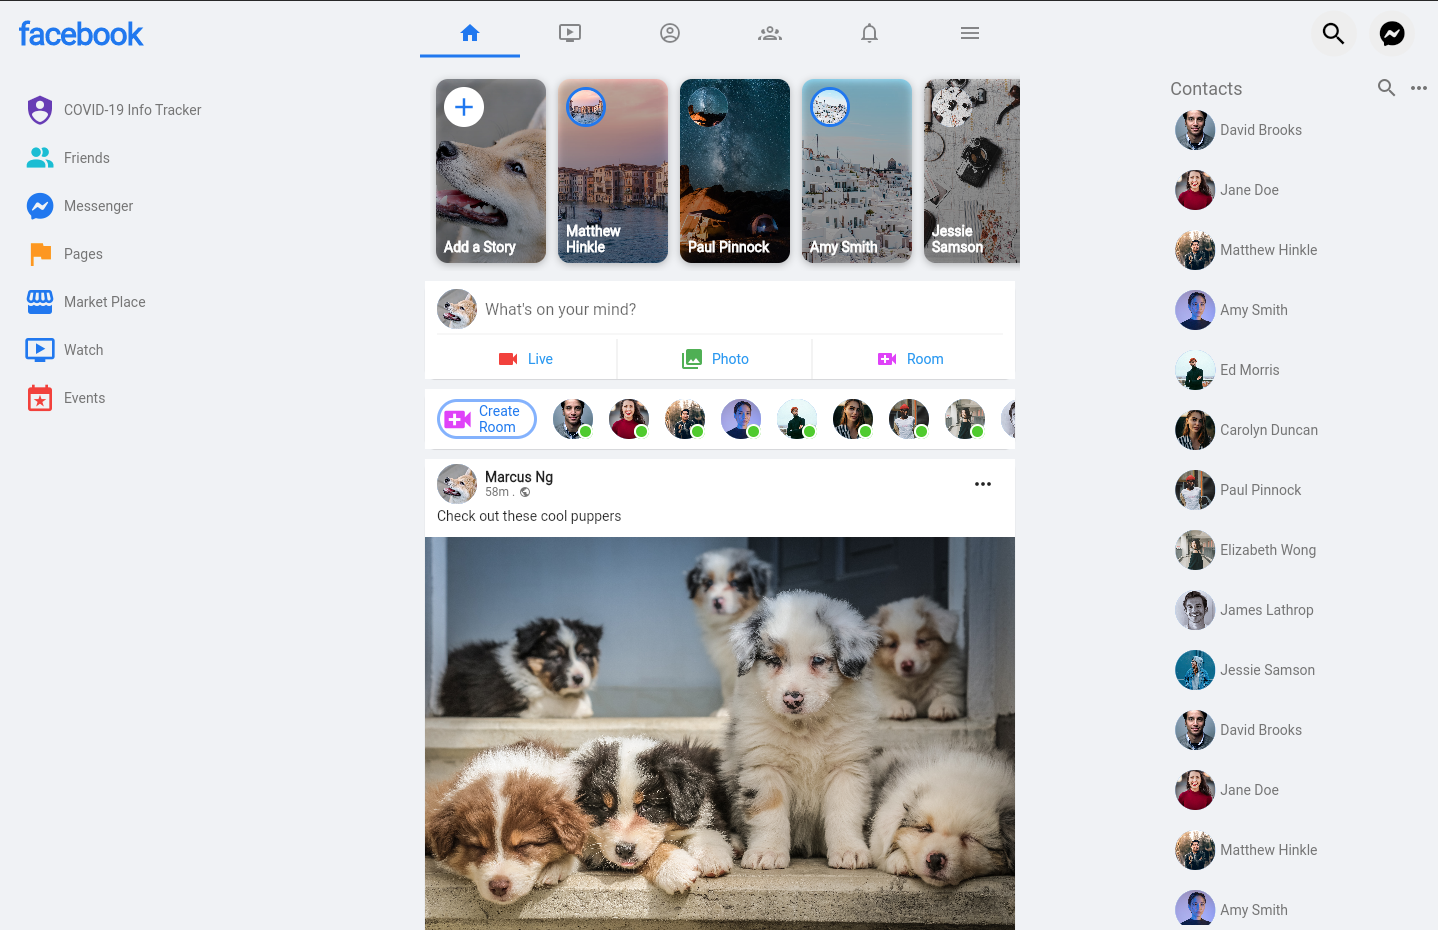 facebook
COVID-19 Info Tracker
Friends
Messenger
Pages
Market Place
Watch
Events
Add a Story
Matthew
Hinkle
Paul Pinnock
Amy Smith
Jessie
Samson
What's on your mind?
Live
Photo
Room
Create
Room
Marcus Ng
58m .
Check out these cool puppers
Contacts
David Brooks
Jane Doe
Matthew Hinkle
Amy Smith
Ed Morris
Carolyn Duncan
Paul Pinnock
Elizabeth Wong
James Lathrop
Jessie Samson
David Brooks
Jane Doe
Matthew Hinkle
Amy Smith